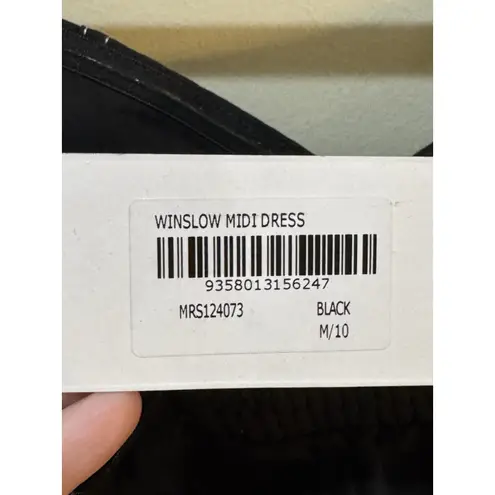 WINSLOW MIDI DRESS
9358013156247
MRS124073 BLACK
M/10